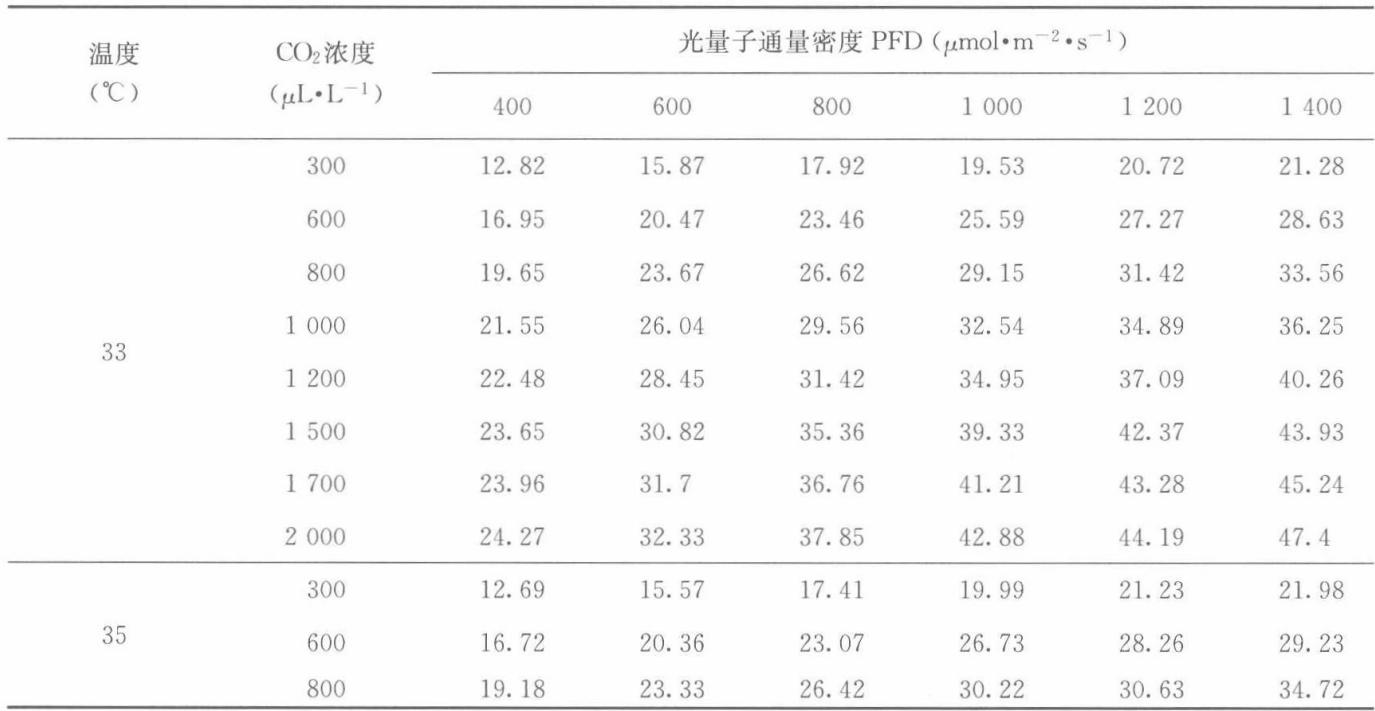 温度 CO₂浓度 光量子通量密度 PFD (μmol•m⁻²•s⁻¹)
(℃) (μL•L⁻¹)
400 600 800 1 000 1 200 1 400
300 12.82 15.87 17.92 19.53 20.72 21.28
600 16.95 20.47 23.46 25.59 27.27 28.63
800 19.65 23.67 26.62 29.15 31.42 33.56
1 000 21.55 26.04 29.56 32.54 34.89 36.25
33
1 200 22.48 28.45 31.42 34.95 37.09 40.26
1 500 23.65 30.82 35.36 39.33 42.37 43.93
1 700 23.96 31.7 36.76 41.21 43.28 45.24
2 000 24.27 32.33 37.85 42.88 44.19 47.4
300 12.69 15.57 17.41 19.99 21.23 21.98
35 600 16.72 20.36 23.07 26.73 28.26 29.23
800 19.18 23.33 26.42 30.22 30.63 34.72